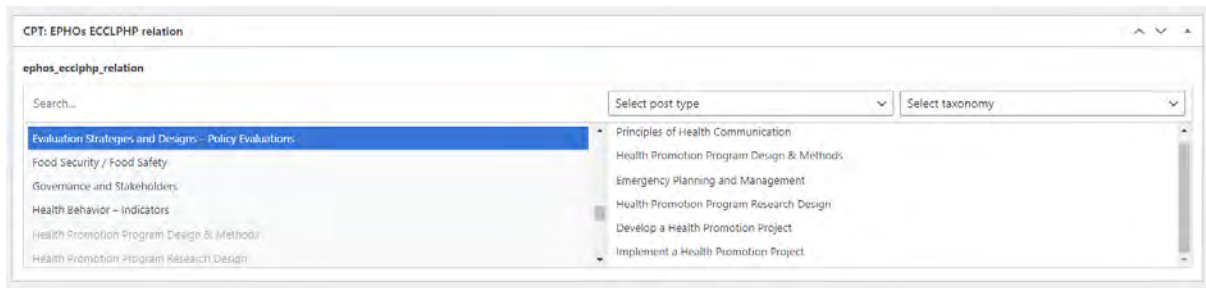 CPT: EPHOs ECCLPHP relation
ephos_ecclphp_relation
Search...
Select post type
Select taxonomy
Evaluation Strategies and Designs – Policy Evaluations
Food Security / Food Safety
Governance and Stakeholders
Health Behavior – Indicators
Health Promotion Program Design & Methods
Health Promotion Program Research Design
Principles of Health Communication
Health Promotion Program Design & Methods
Emergency Planning and Management
Health Promotion Program Research Design
Develop a Health Promotion Project
Implement a Health Promotion Project